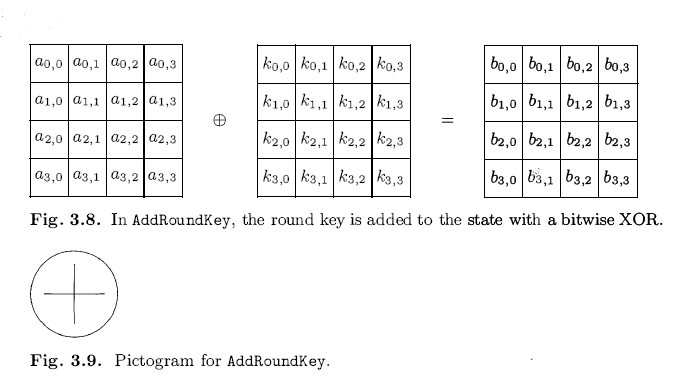 a0,0 a0,1 a0,2 a0,3 k0,0 k0,1 k0,2 k0,3 b0,0 b0,1 b0,2 b0,3
a1,0 a1,1 a1,2 a1,3 k1,0 k1,1 k1,2 k1,3 b1,0 b1,1 b1,2 b1,3
⊕ =
a2,0 a2,1 a2,2 a2,3 k2,0 k2,1 k2,2 k2,3 b2,0 b2,1 b2,2 b2,3
a3,0 a3,1 a3,2 a3,3 k3,0 k3,1 k3,2 k3,3 b3,0 b3,1 b3,2 b3,3
Fig. 3.8. In AddRoundKey, the round key is added to the state with a bitwise XOR.
Fig. 3.9. Pictogram for AddRoundKey.